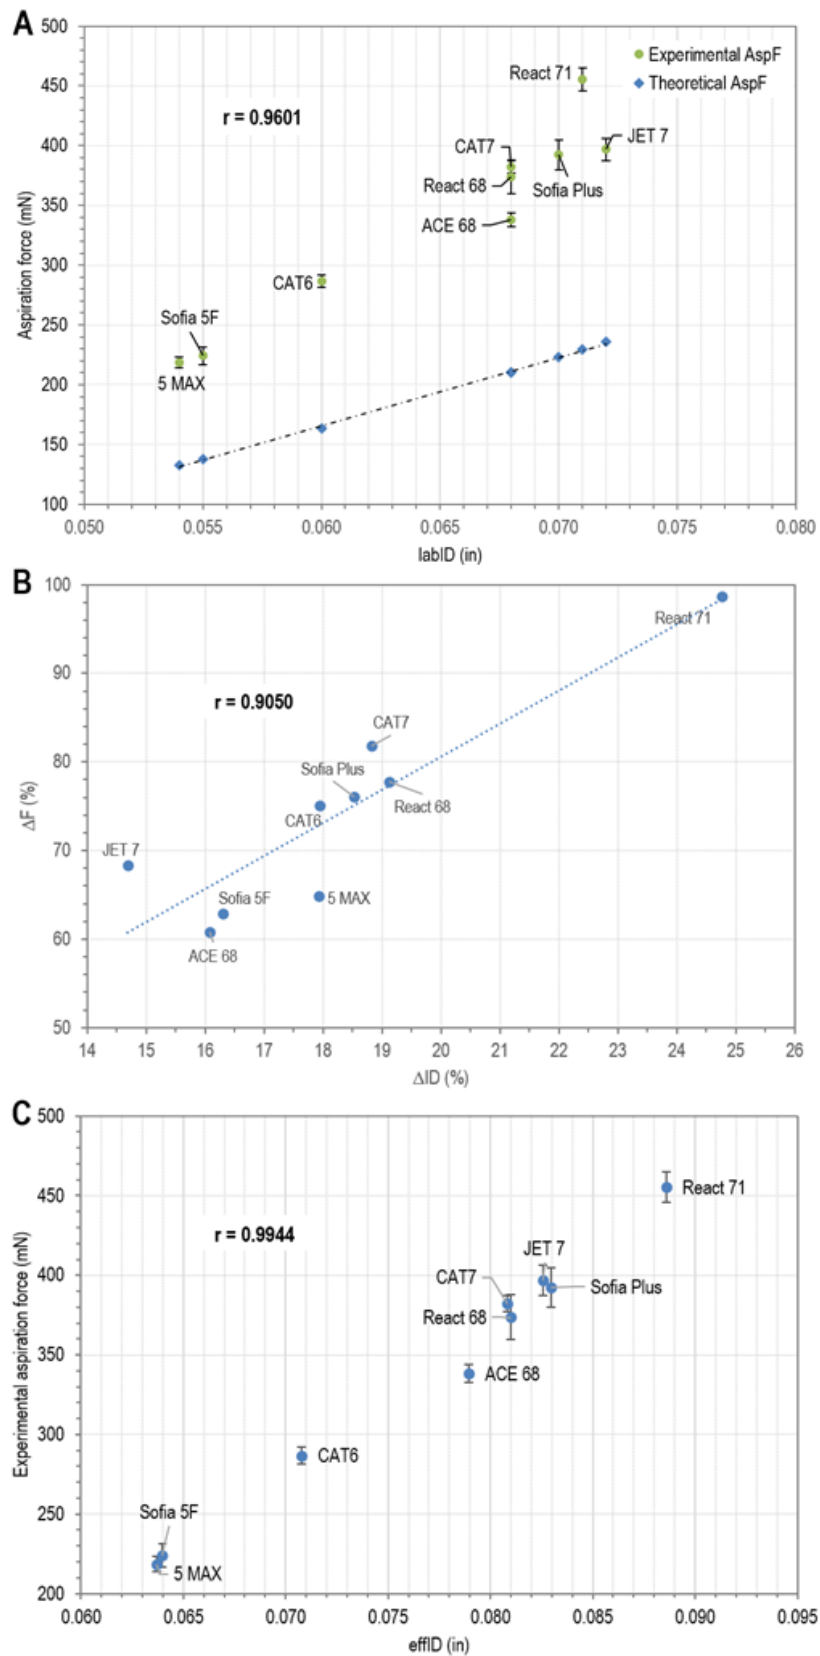 A
500
450
400
350
300
250
200
150
100
Aspiration force (mN)
r = 0.9601
Experimental AspF
Theoretical AspF
React 71
JET 7
CAT7
React 68
Sofia Plus
ACE 68
CAT6
Sofia 5F
5 MAX
0.050 0.055 0.060 0.065 0.070 0.075 0.080
labID (in)
B
100
90
80
70
60
50
ΔF (%)
r = 0.9050
React 71
CAT7
Sofia Plus
React 68
CAT6
JET 7
Sofia 5F
5 MAX
ACE 68
14 15 16 17 18 19 20 21 22 23 24 25 26
ΔID (%)
C
500
450
400
350
300
250
200
Experimental aspiration force (mN)
r = 0.9944
React 71
JET 7
CAT7
Sofia Plus
React 68
ACE 68
CAT6
Sofia 5F
5 MAX
0.060 0.065 0.070 0.075 0.080 0.085 0.090 0.095
effID (in)